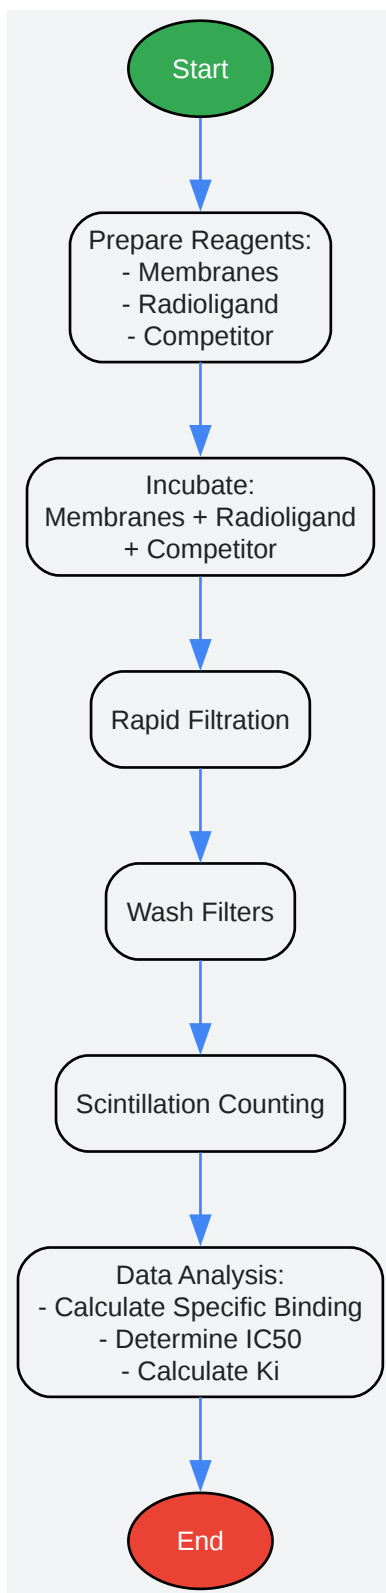 Start
Prepare Reagents:
- Membranes
- Radioligand
- Competitor
Incubate:
Membranes + Radioligand
+ Competitor
Rapid Filtration
Wash Filters
Scintillation Counting
Data Analysis:
- Calculate Specific Binding
- Determine IC50
- Calculate Ki
End